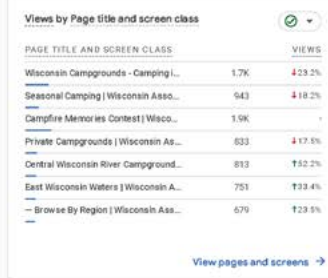 Views by Page title and screen class
PAGE TITLE AND SCREEN CLASS VIEWS
Wisconsin Campgrounds - Camping i... 1.7K ↓23.2%
Seasonal Camping | Wisconsin Asso... 943 ↓18.2%
Campfire Memories Contest | Wisco... 1.9K -
Private Campgrounds | Wisconsin As... 833 ↓17.5%
Central Wisconsin River Campground... 813 ↑52.2%
East Wisconsin Waters | Wisconsin A... 751 ↑33.4%
— Browse By Region | Wisconsin Ass... 679 ↑23.5%
View pages and screens →